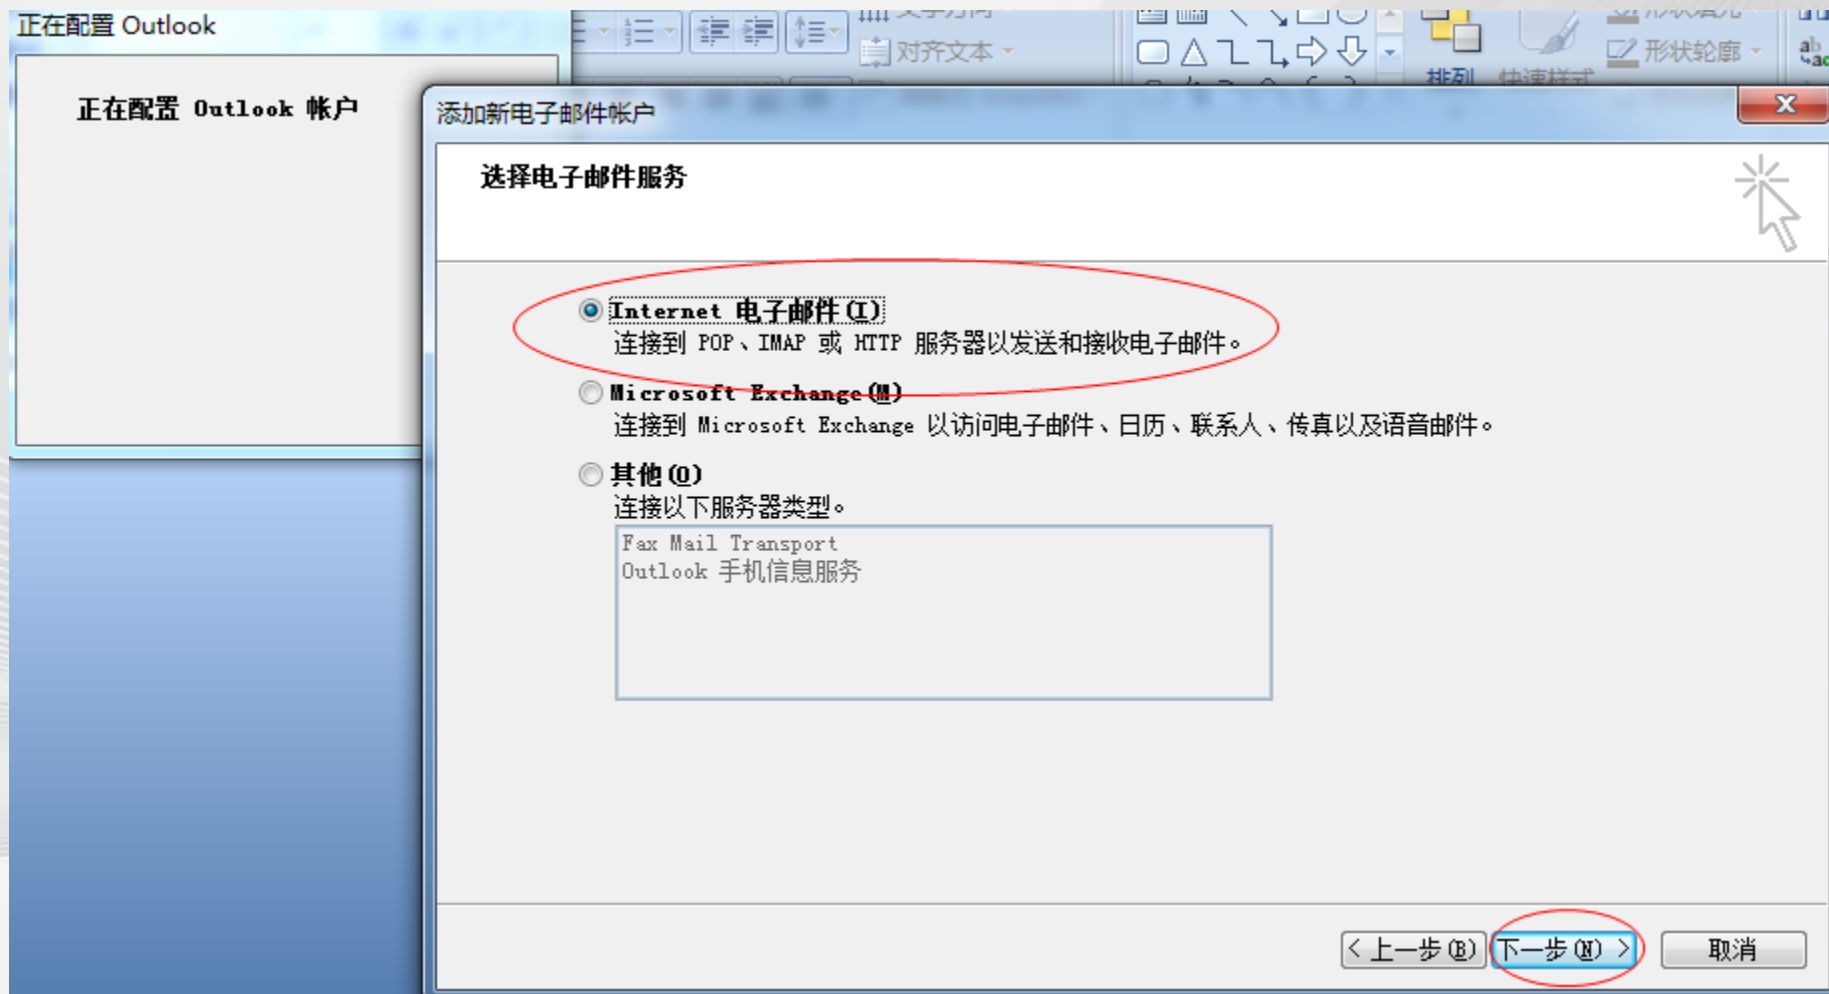 正在配置 Outlook
正在配置 Outlook 帐户
对齐文本
排列
快速样式
形状填充
形状轮廓
添加新电子邮件帐户
选择电子邮件服务
Internet 电子邮件(I)
连接到 POP、IMAP 或 HTTP 服务器以发送和接收电子邮件。
Microsoft Exchange(M)
连接到 Microsoft Exchange 以访问电子邮件、日历、联系人、传真以及语音邮件。
其他(O)
连接以下服务器类型。
Fax Mail Transport
Outlook 手机信息服务
< 上一步(B)
下一步(N) >
取消